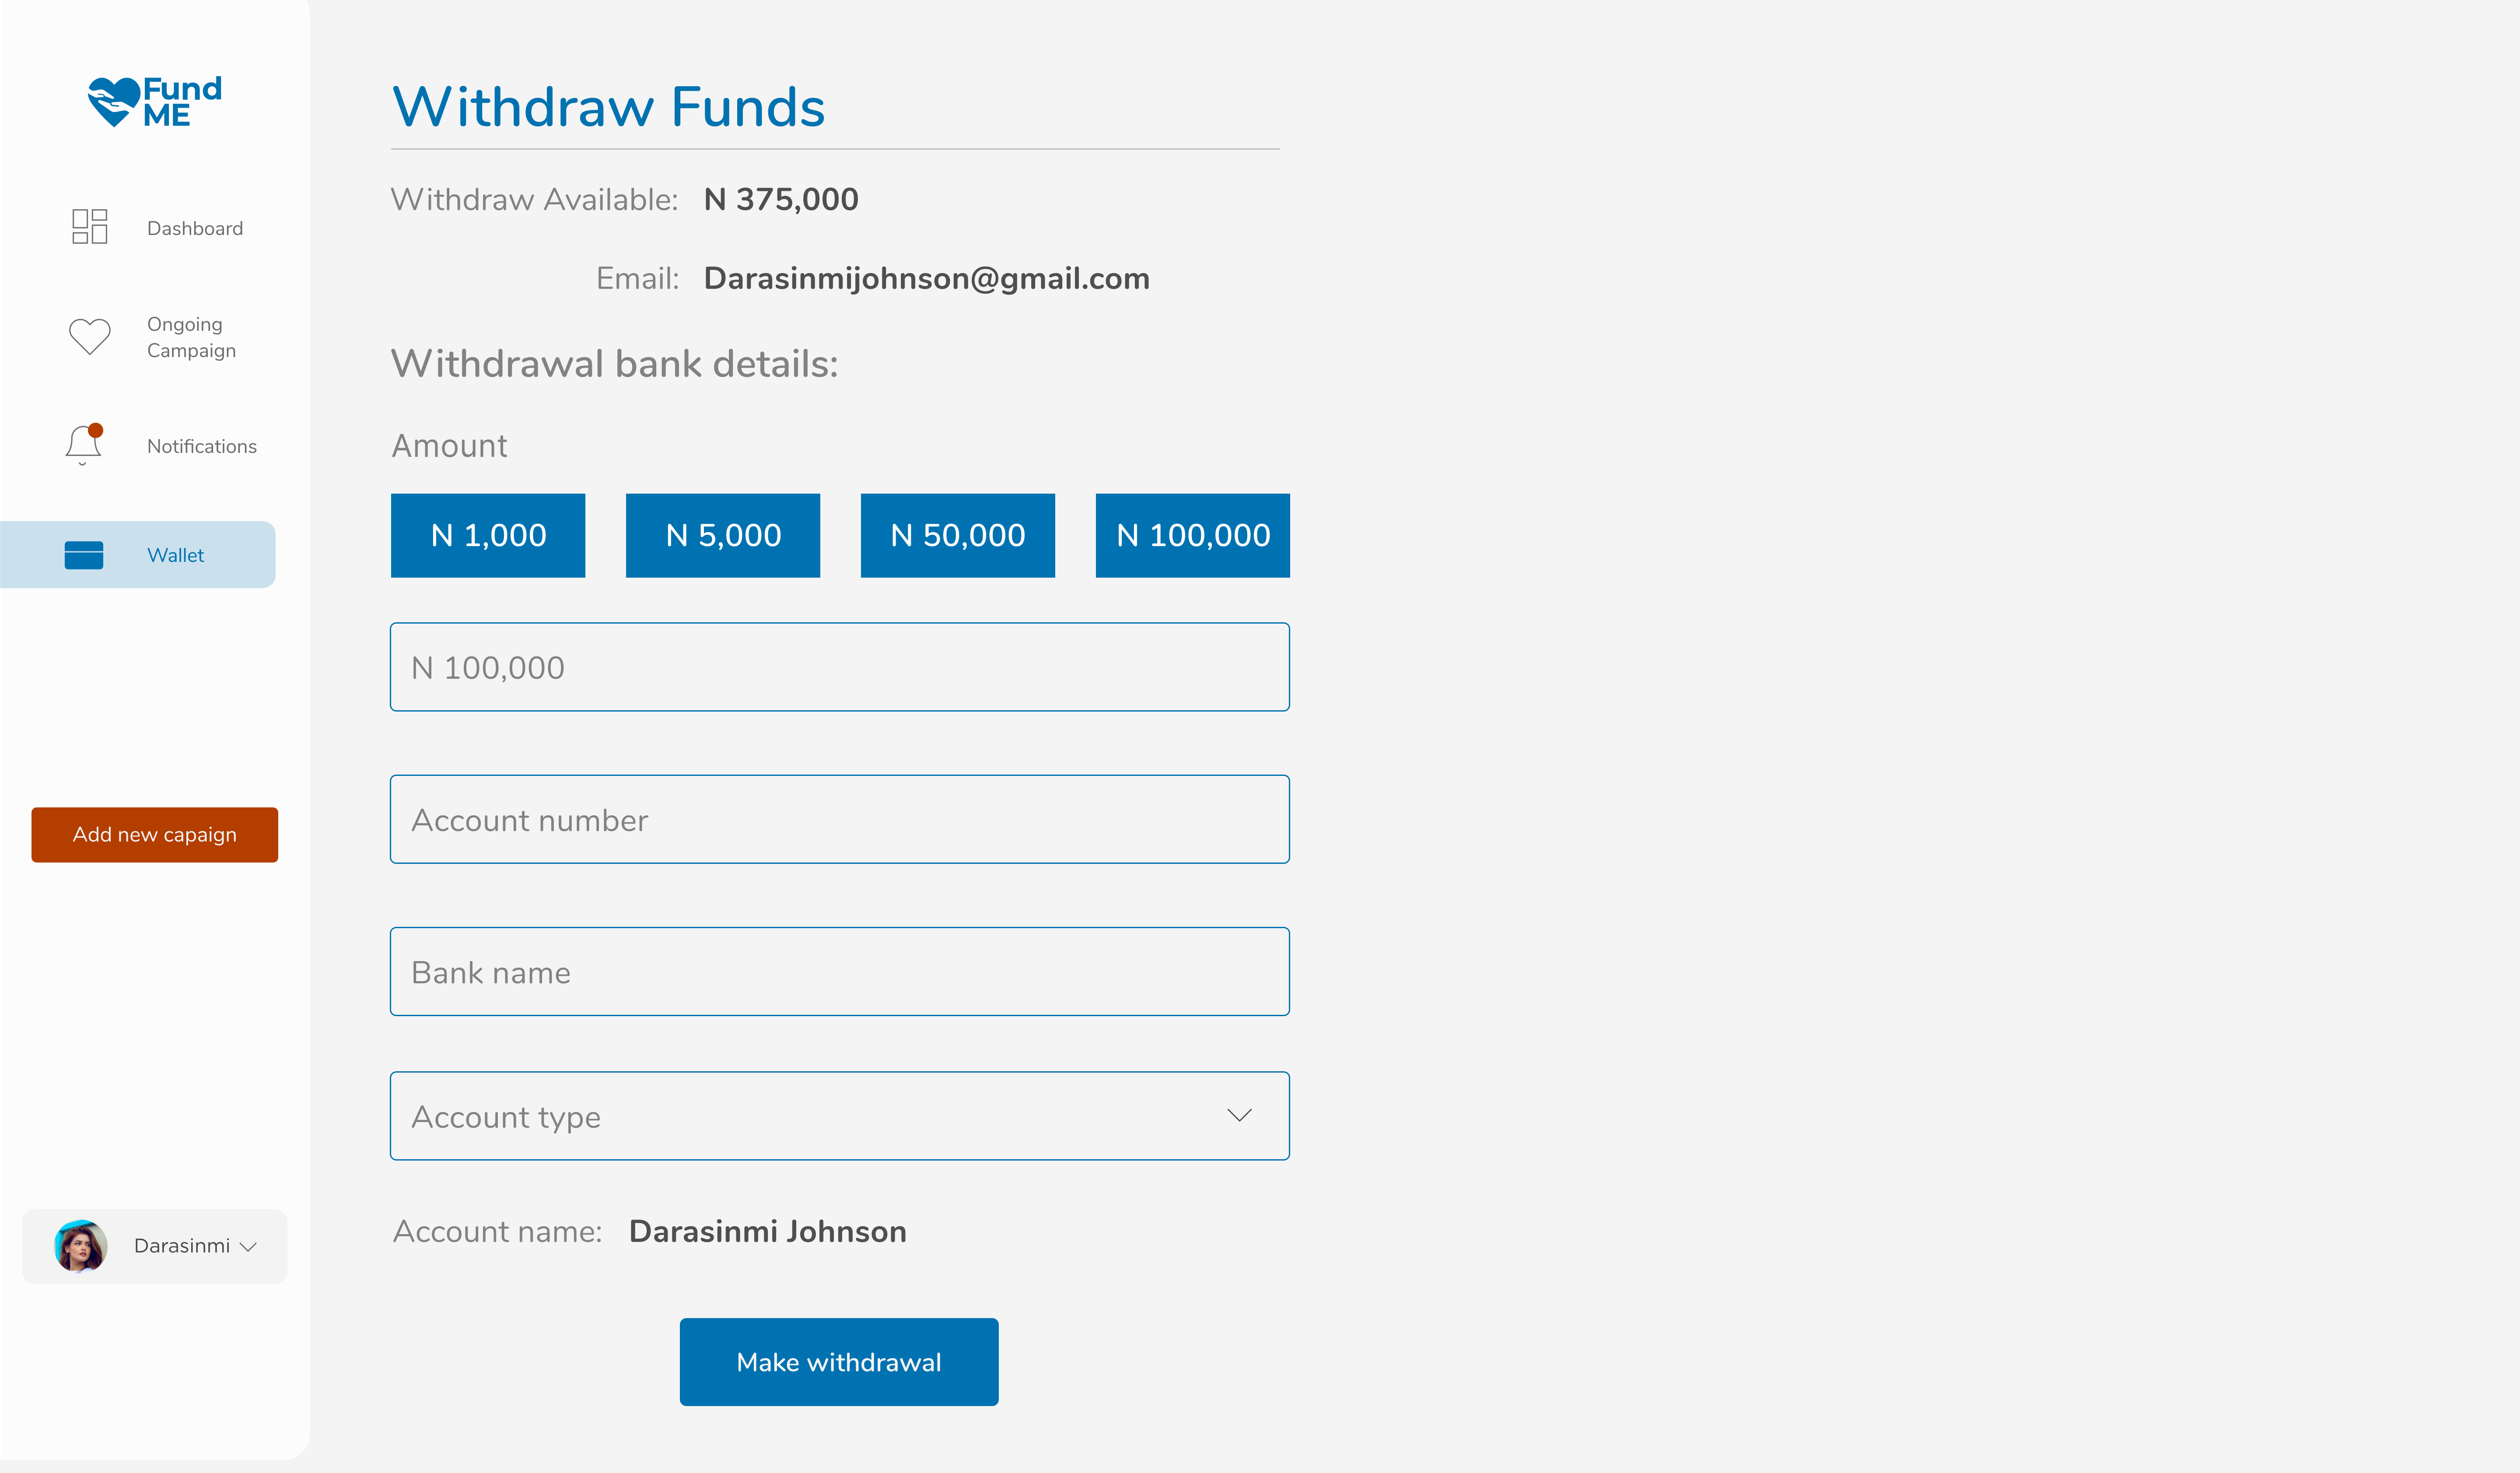 Fund
ME
Dashboard
Ongoing
Campaign
Notifications
Wallet
Add new capaign
Darasinmi
Withdraw Funds
Withdraw Available: N 375,000
Email: Darasinmijohnson@gmail.com
Withdrawal bank details:
Amount
N 1,000 N 5,000 N 50,000 N 100,000
N 100,000
Account number
Bank name
Account type
Account name: Darasinmi Johnson
Make withdrawal